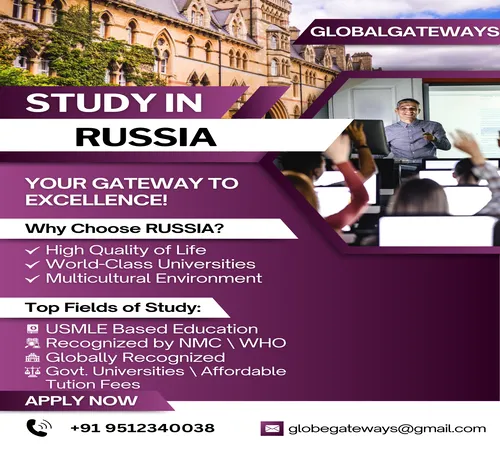 GLOBALGATEWAYS
STUDY IN
RUSSIA
YOUR GATEWAY TO
EXCELLENCE!
Why Choose RUSSIA?
High Quality of Life
World-Class Universities
Multicultural Environment
Top Fields of Study:
USMLE Based Education
Recognized by NMC \ WHO
Globally Recognized
Govt. Universities \ Affordable
Tution Fees
APPLY NOW
+91 9512340038
globegateways@gmail.com